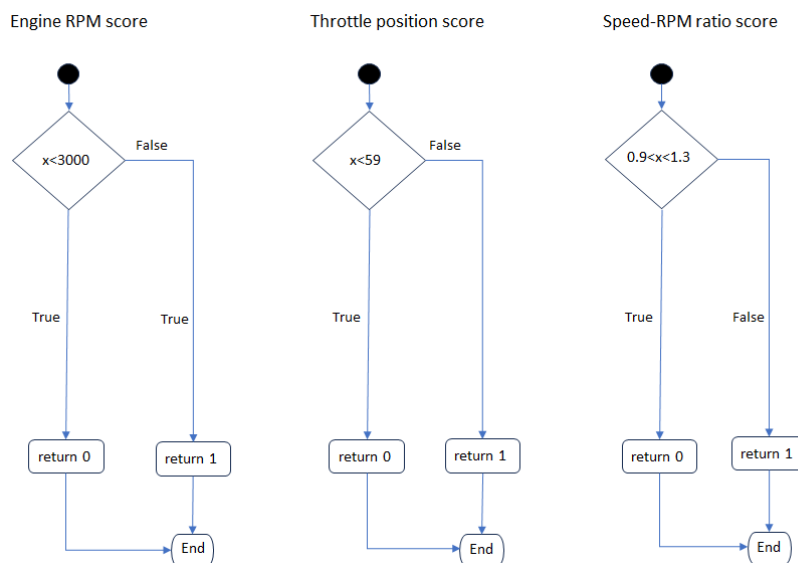 Engine RPM score
x<3000
False
True
True
return 0
return 1
End
Throttle position score
x<59
False
True
return 0
return 1
End
Speed-RPM ratio score
0.9<x<1.3
True
False
return 0
return 1
End